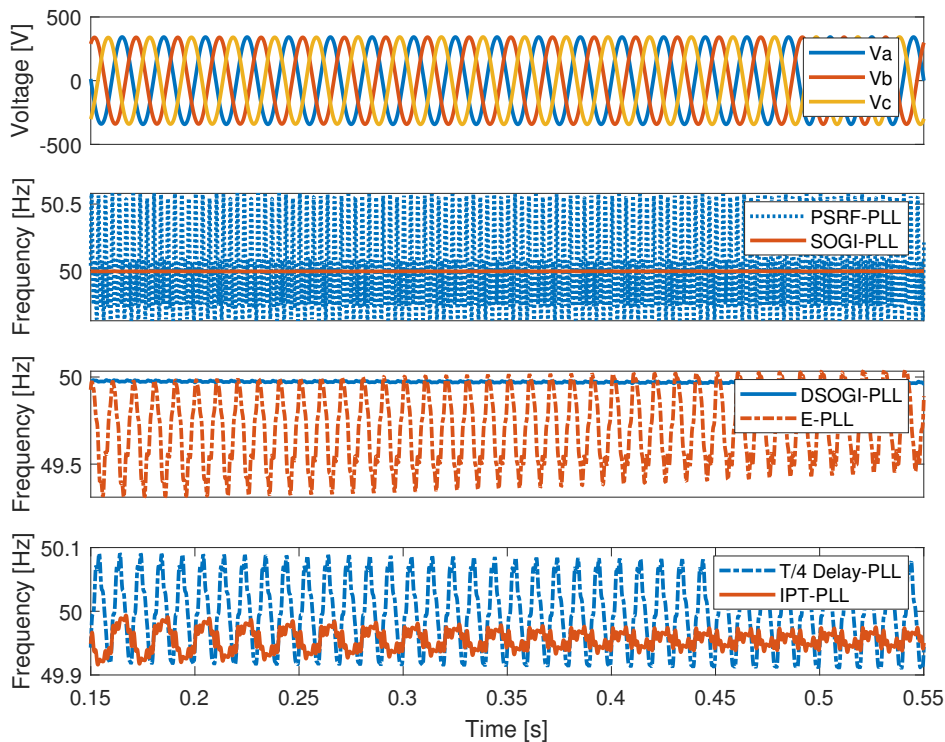 Voltage [V]
500
0
-500
Va
Vb
Vc
Frequency [Hz]
50.5
50
PSRF-PLL
SOGI-PLL
Frequency [Hz]
50
49.5
DSOGI-PLL
E-PLL
Frequency [Hz]
50.1
50
49.9
T/4 Delay-PLL
IPT-PLL
0.15 0.2 0.25 0.3 0.35 0.4 0.45 0.5 0.55
Time [s]